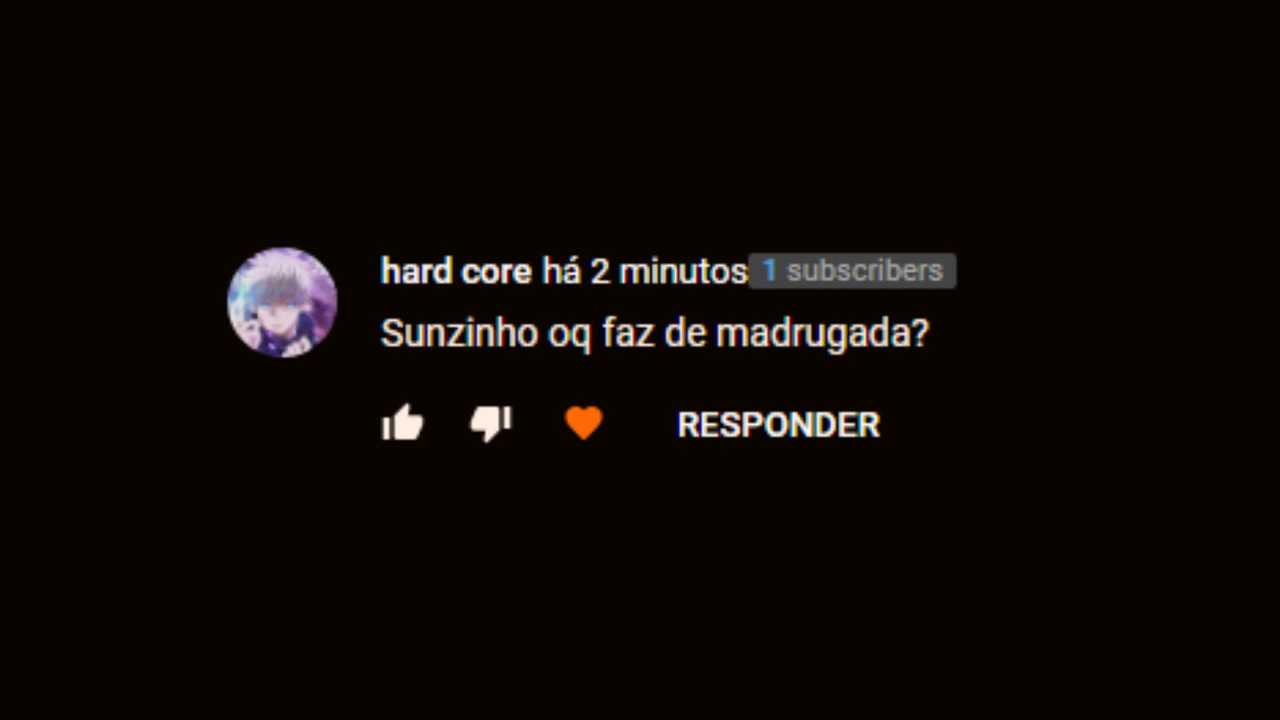 hard core há 2 minutos 1 subscribers
Sunzinho oq faz de madrugada?
RESPONDER